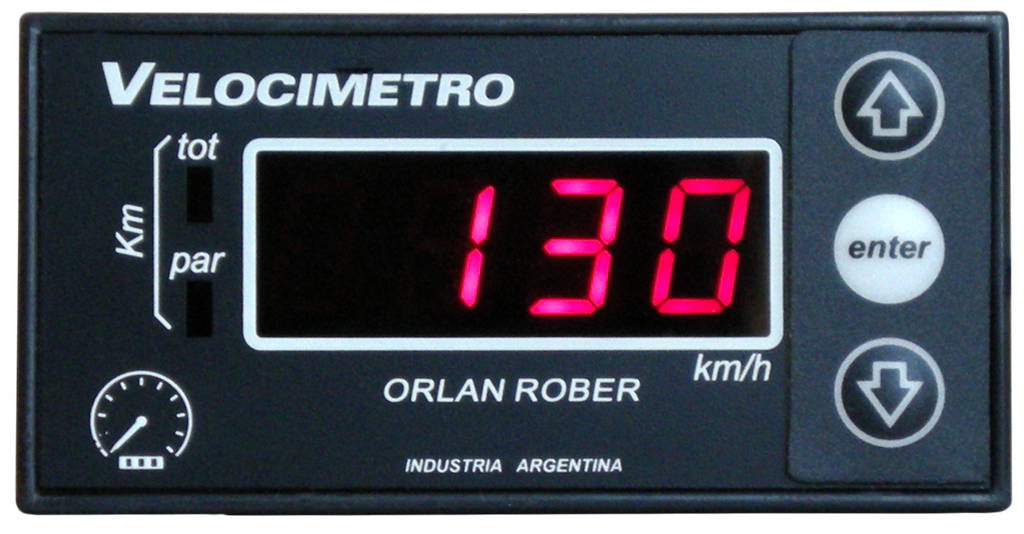 VELOCIMETRO
tot
Km
par
130
km/h
enter
ORLAN ROBER
INDUSTRIA ARGENTINA